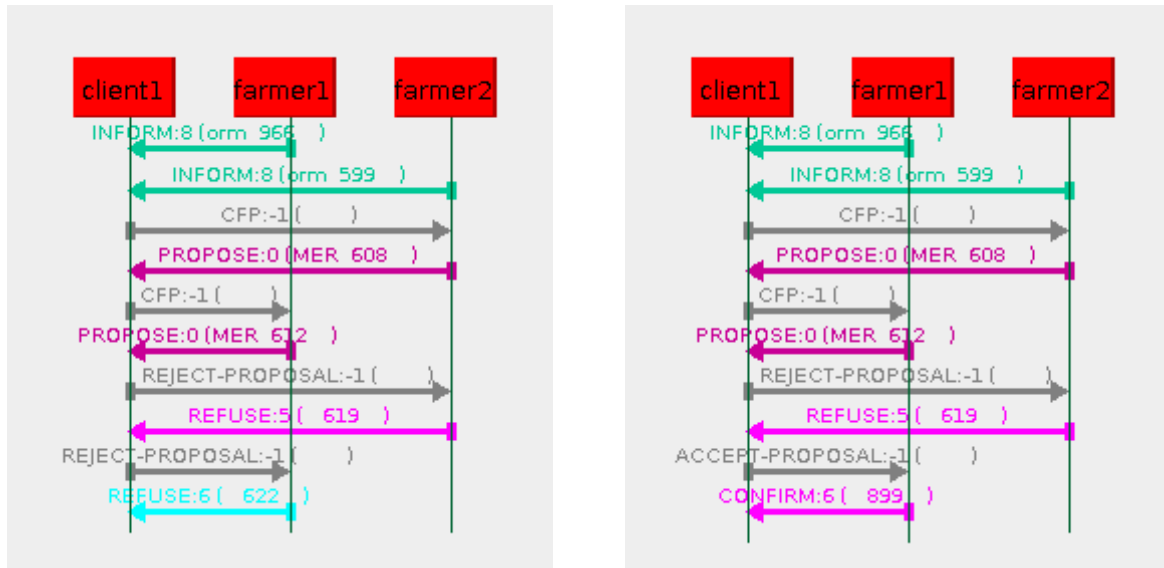 client1 farmer1 farmer2
INFORM:8 (orm 966 )
INFORM:8 (orm 599 )
CFP:-1 ( )
PROPOSE:0 (MER 608 )
CFP:-1 ( )
PROPOSE:0 (MER 612 )
REJECT-PROPOSAL:-1 ( )
REFUSE:5 ( 619 )
REJECT-PROPOSAL:-1 ( )
REFUSE:6 ( 622 )
client1 farmer1 farmer2
INFORM:8 (orm 966 )
INFORM:8 (orm 599 )
CFP:-1 ( )
PROPOSE:0 (MER 608 )
CFP:-1 ( )
PROPOSE:0 (MER 612 )
REJECT-PROPOSAL:-1 ( )
REFUSE:5 ( 619 )
ACCEPT-PROPOSAL:-1 ( )
CONFIRM:6 ( 899 )